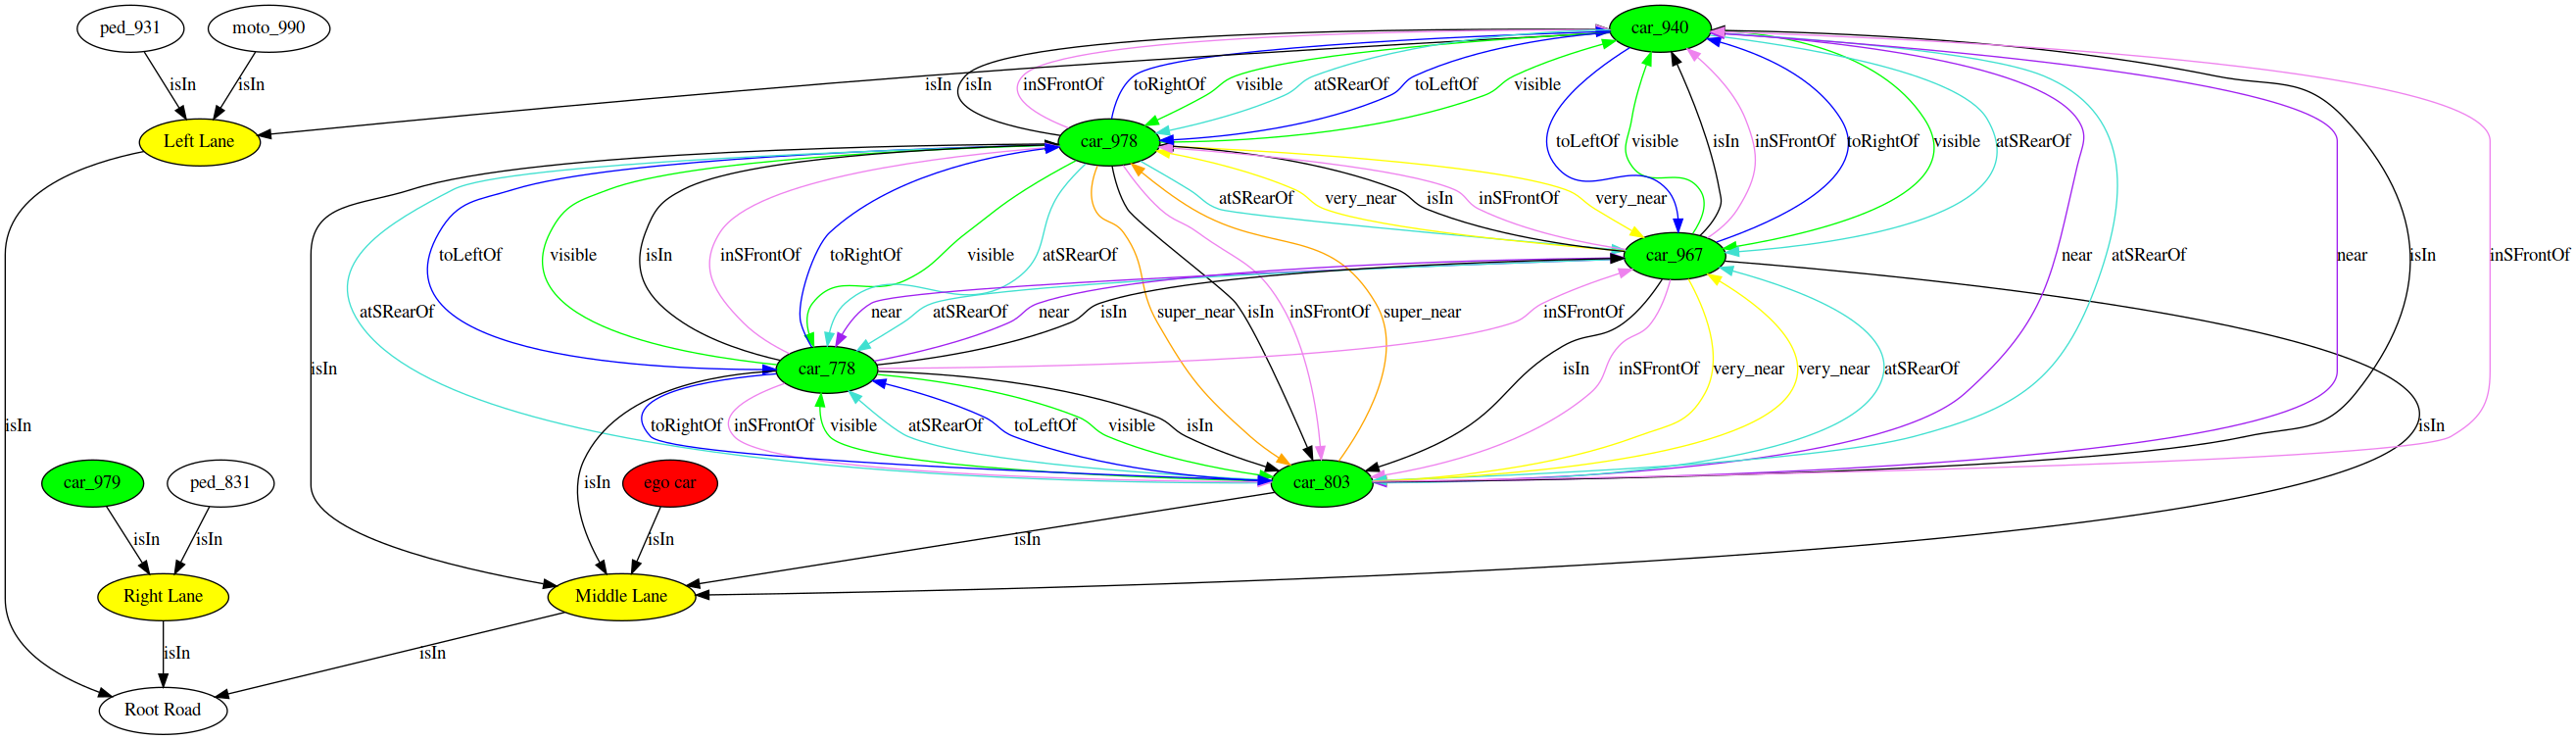 ped_931 moto_990 car_940
isIn isIn isIn isIn inSFrontOf toRightOf visible atSRearOf toLeftOf visible
Left Lane car_978 toLeftOf visible isIn inSFrontOf toRightOf visible atSRearOf
atSRearOf very_near isIn inSFrontOf very_near
toLeftOf visible isIn inSFrontOf toRightOf visible atSRearOf car_967 near atSRearOf near isIn inSFrontOf
atSRearOf near atSRearOf near isIn super_near isIn inSFrontOf super_near inSFrontOf
isIn car_778 isIn inSFrontOf very_near very_near atSRearOf
isIn toRightOf inSFrontOf visible atSRearOf toLeftOf visible isIn isIn
car_979 ped_831 isIn ego car car_803
isIn isIn isIn isIn
Right Lane Middle Lane
isIn isIn
Root Road